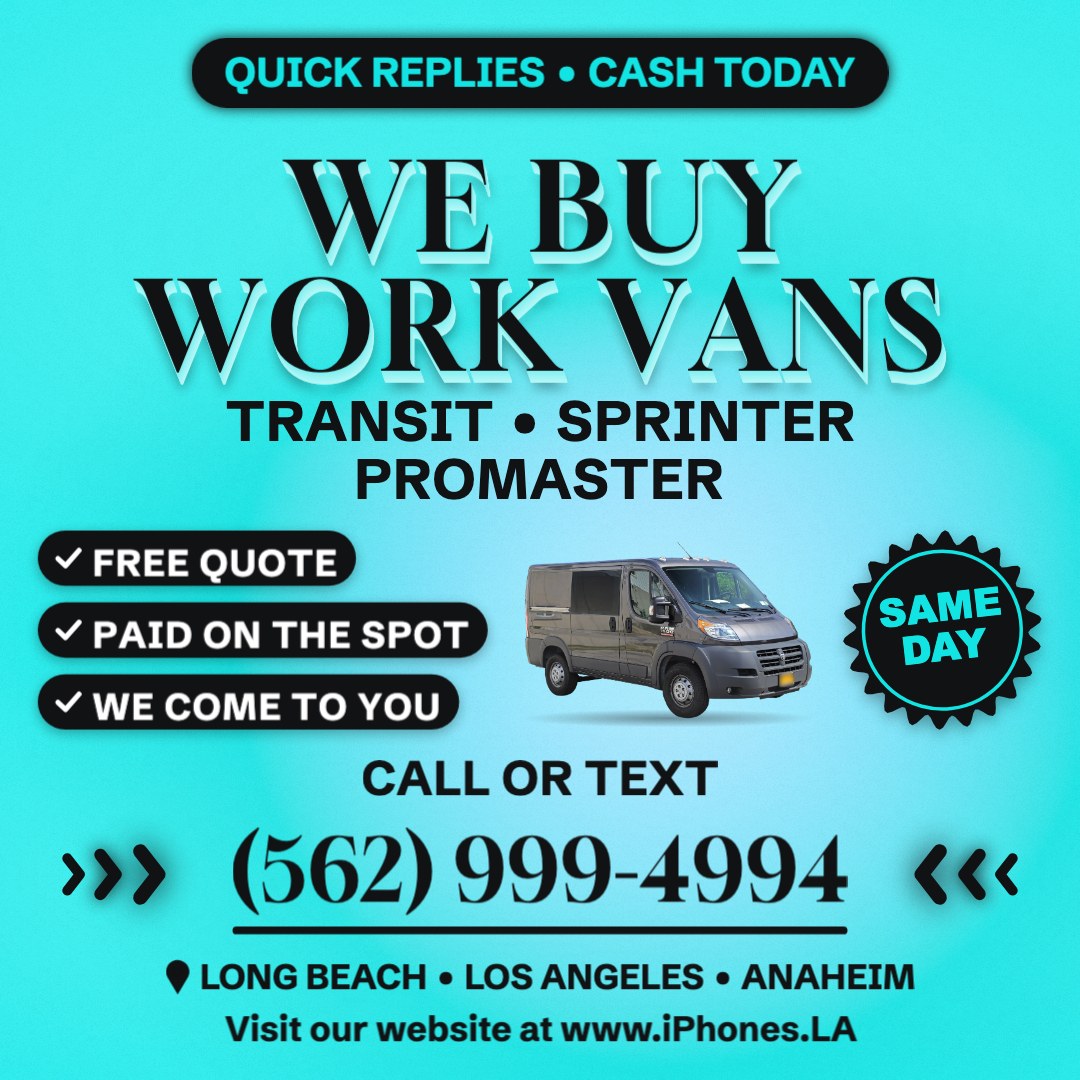 QUICK REPLIES • CASH TODAY
WE BUY
WORK VANS
TRANSIT • SPRINTER
PROMASTER
FREE QUOTE
PAID ON THE SPOT
WE COME TO YOU
SAME
DAY
CALL OR TEXT
(562) 999-4994
LONG BEACH • LOS ANGELES • ANAHEIM
Visit our website at www.iPhones.LA